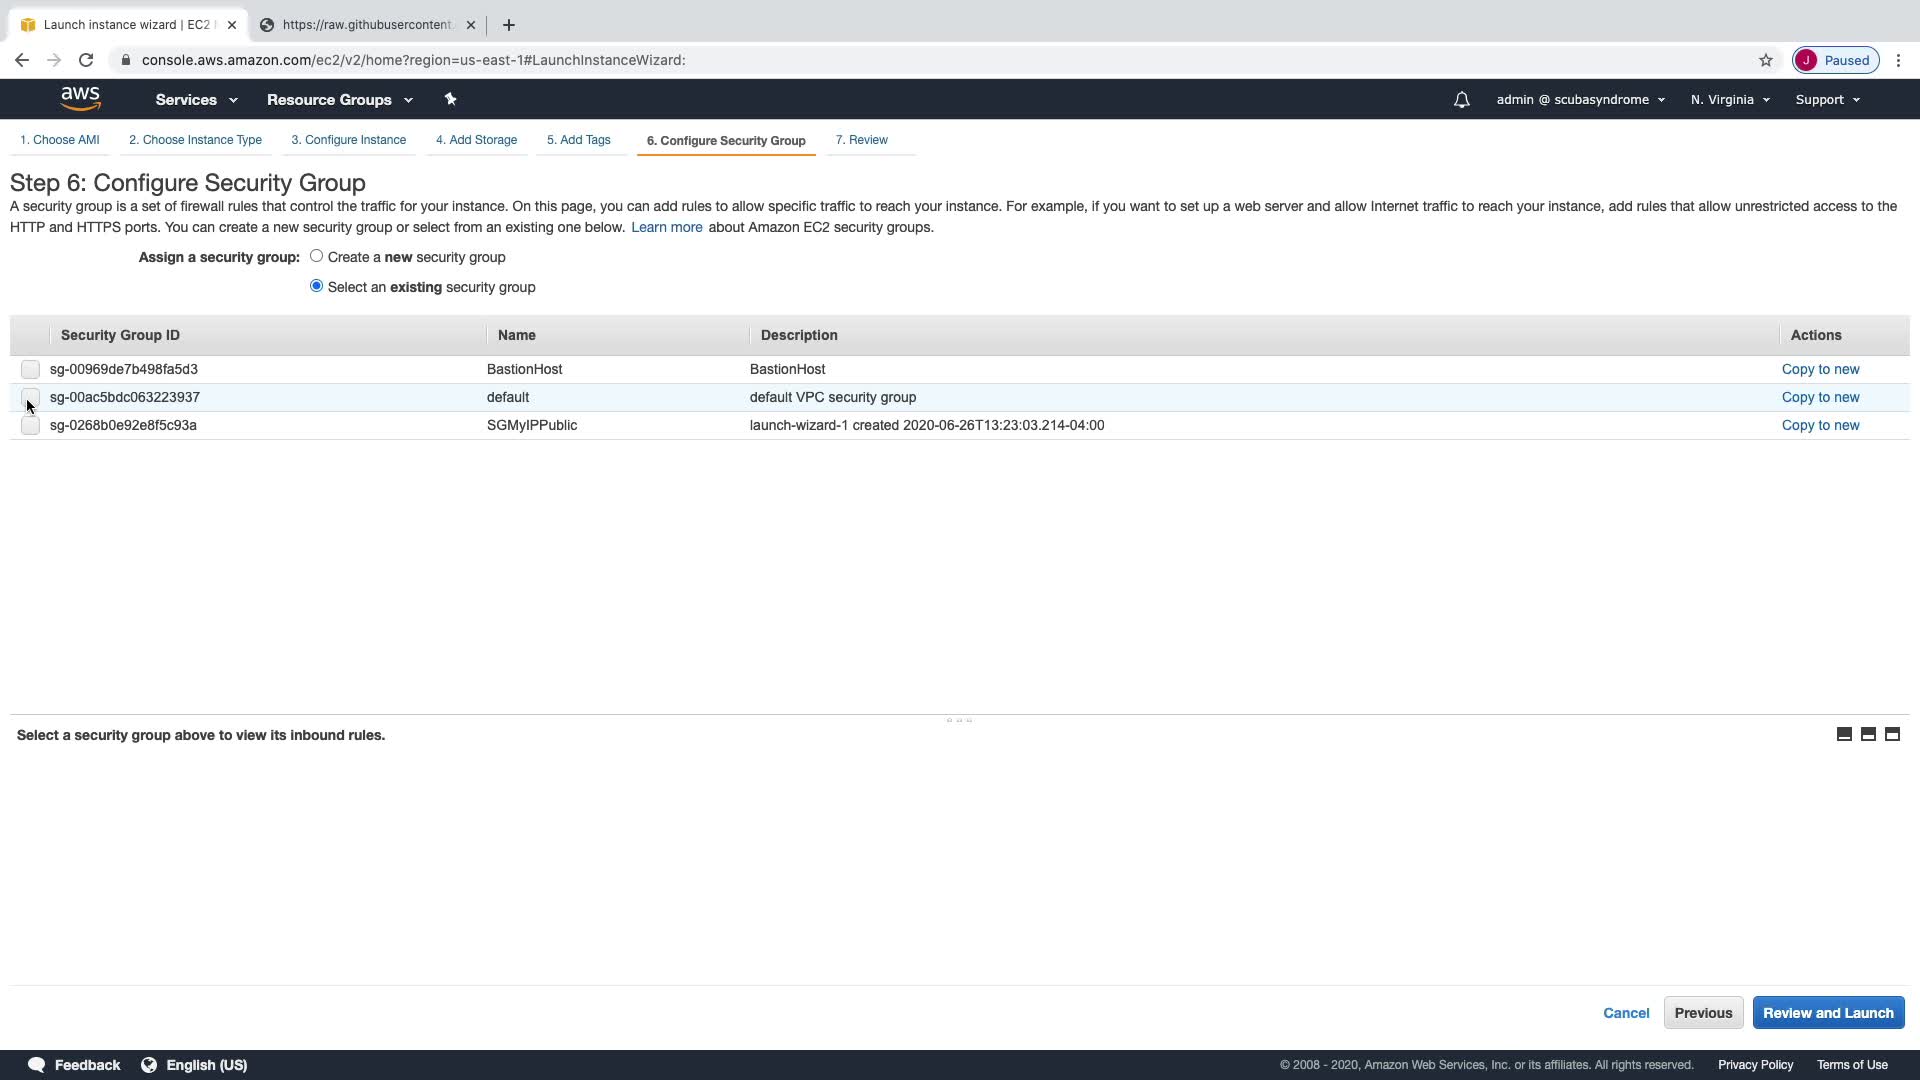 Launch instance wizard | EC2
https://raw.githubusercontent.
console.aws.amazon.com/ec2/v2/home?region=us-east-1#LaunchInstanceWizard:
J Paused
aws Services Resource Groups admin @ scubasyndrome N. Virginia Support
1. Choose AMI 2. Choose Instance Type 3. Configure Instance 4. Add Storage 5. Add Tags 6. Configure Security Group 7. Review
Step 6: Configure Security Group
A security group is a set of firewall rules that control the traffic for your instance. On this page, you can add rules to allow specific traffic to reach your instance. For example, if you want to set up a web server and allow Internet traffic to reach your instance, add rules that allow unrestricted access to the
HTTP and HTTPS ports. You can create a new security group or select from an existing one below. Learn more about Amazon EC2 security groups.
Assign a security group: Create a new security group
Select an existing security group
Security Group ID Name Description Actions
sg-00969de7b498fa5d3 BastionHost BastionHost Copy to new
sg-00ac5bdc063223937 default default VPC security group Copy to new
sg-0268b0e92e8f5c93a SGMyIPPublic launch-wizard-1 created 2020-06-26T13:23:03.214-04:00 Copy to new
Select a security group above to view its inbound rules.
Cancel Previous Review and Launch
Feedback English (US) © 2008 - 2020, Amazon Web Services, Inc. or its affiliates. All rights reserved. Privacy Policy Terms of Use